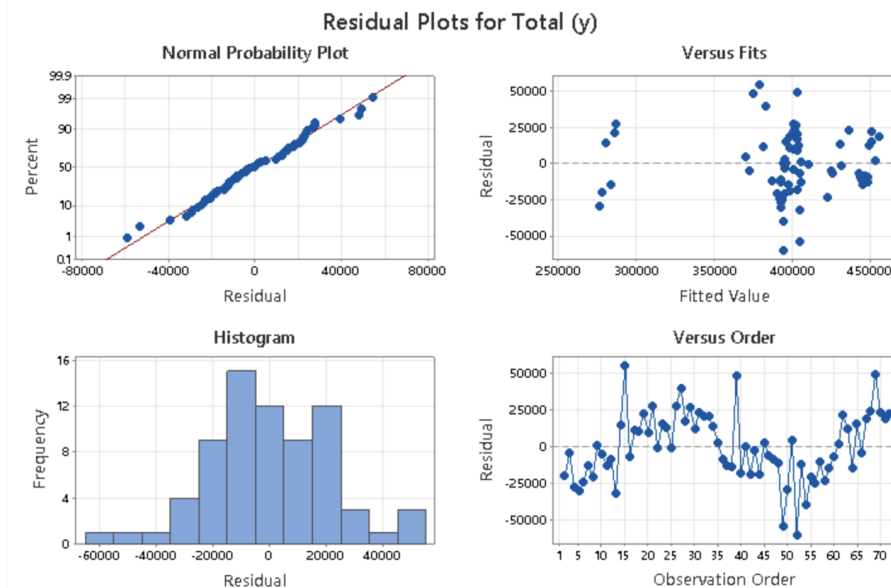 Residual Plots for Total (y)
Normal Probability Plot
99.9
99
90
50
10
1
0.1
Percent
-80000 -40000 0 40000 80000
Residual
Versus Fits
50000
25000
0
-25000
-50000
Residual
250000 300000 350000 400000 450000
Fitted Value
Histogram
16
12
8
4
0
Frequency
-60000 -40000 -20000 0 20000 40000
Residual
Versus Order
50000
25000
0
-25000
-50000
Residual
1 5 10 15 20 25 30 35 40 45 50 55 60 65 70
Observation Order